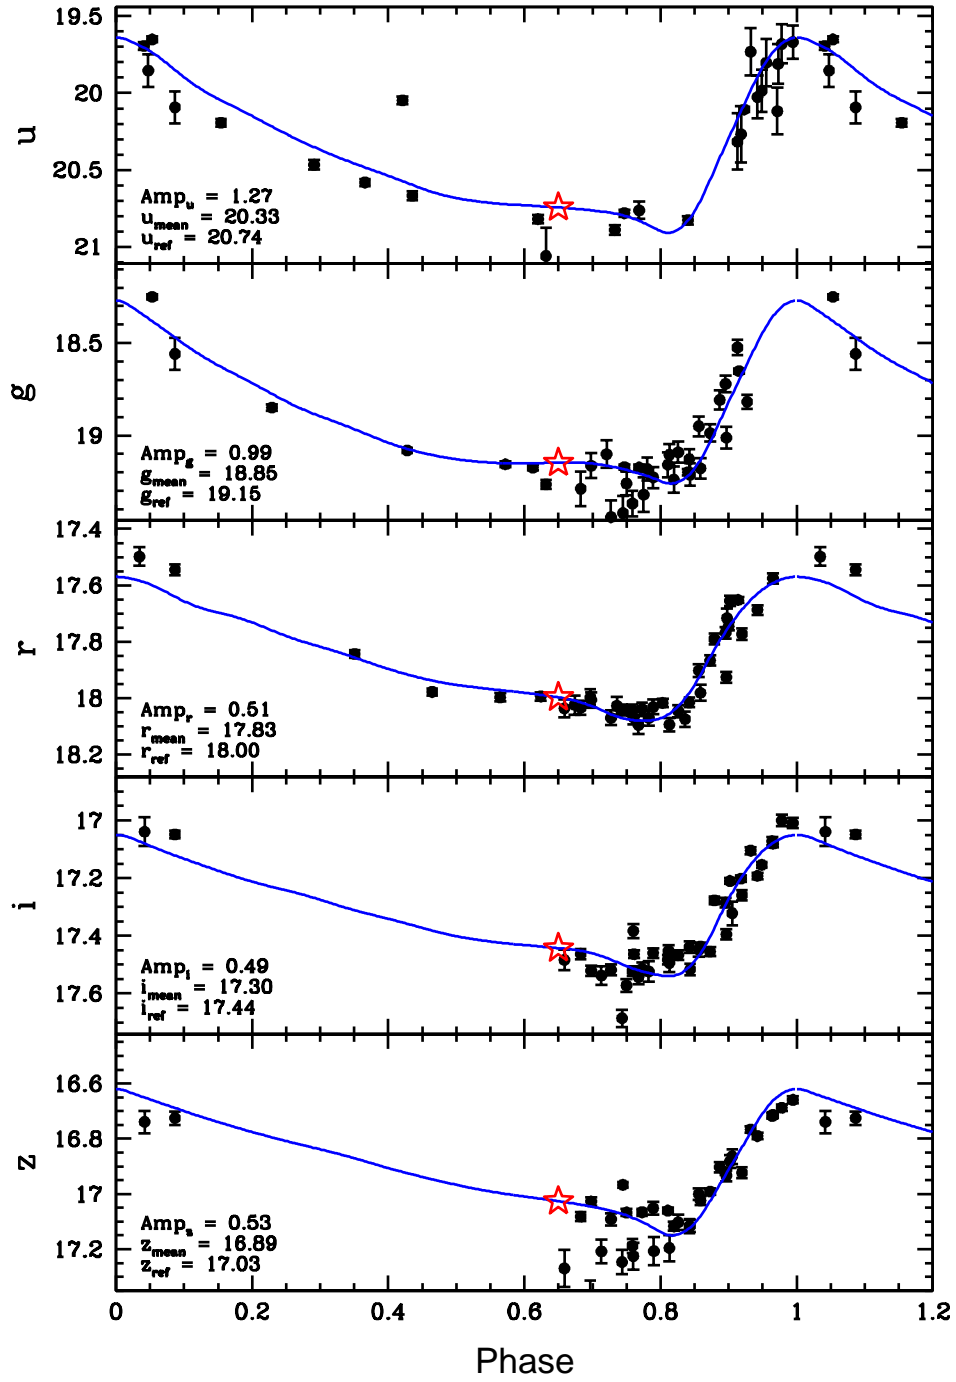 19.5
20
20.5
21
u
Amp_u = 1.27
u_mean = 20.33
u_ref = 20.74
18.5
19
g
Amp_g = 0.99
g_mean = 18.85
g_ref = 19.15
17.4
17.6
17.8
18
18.2
r
Amp_r = 0.51
r_mean = 17.83
r_ref = 18.00
17
17.2
17.4
17.6
i
Amp_i = 0.49
i_mean = 17.30
i_ref = 17.44
16.6
16.8
17
17.2
z
Amp_z = 0.53
z_mean = 16.89
z_ref = 17.03
0 0.2 0.4 0.6 0.8 1 1.2
Phase